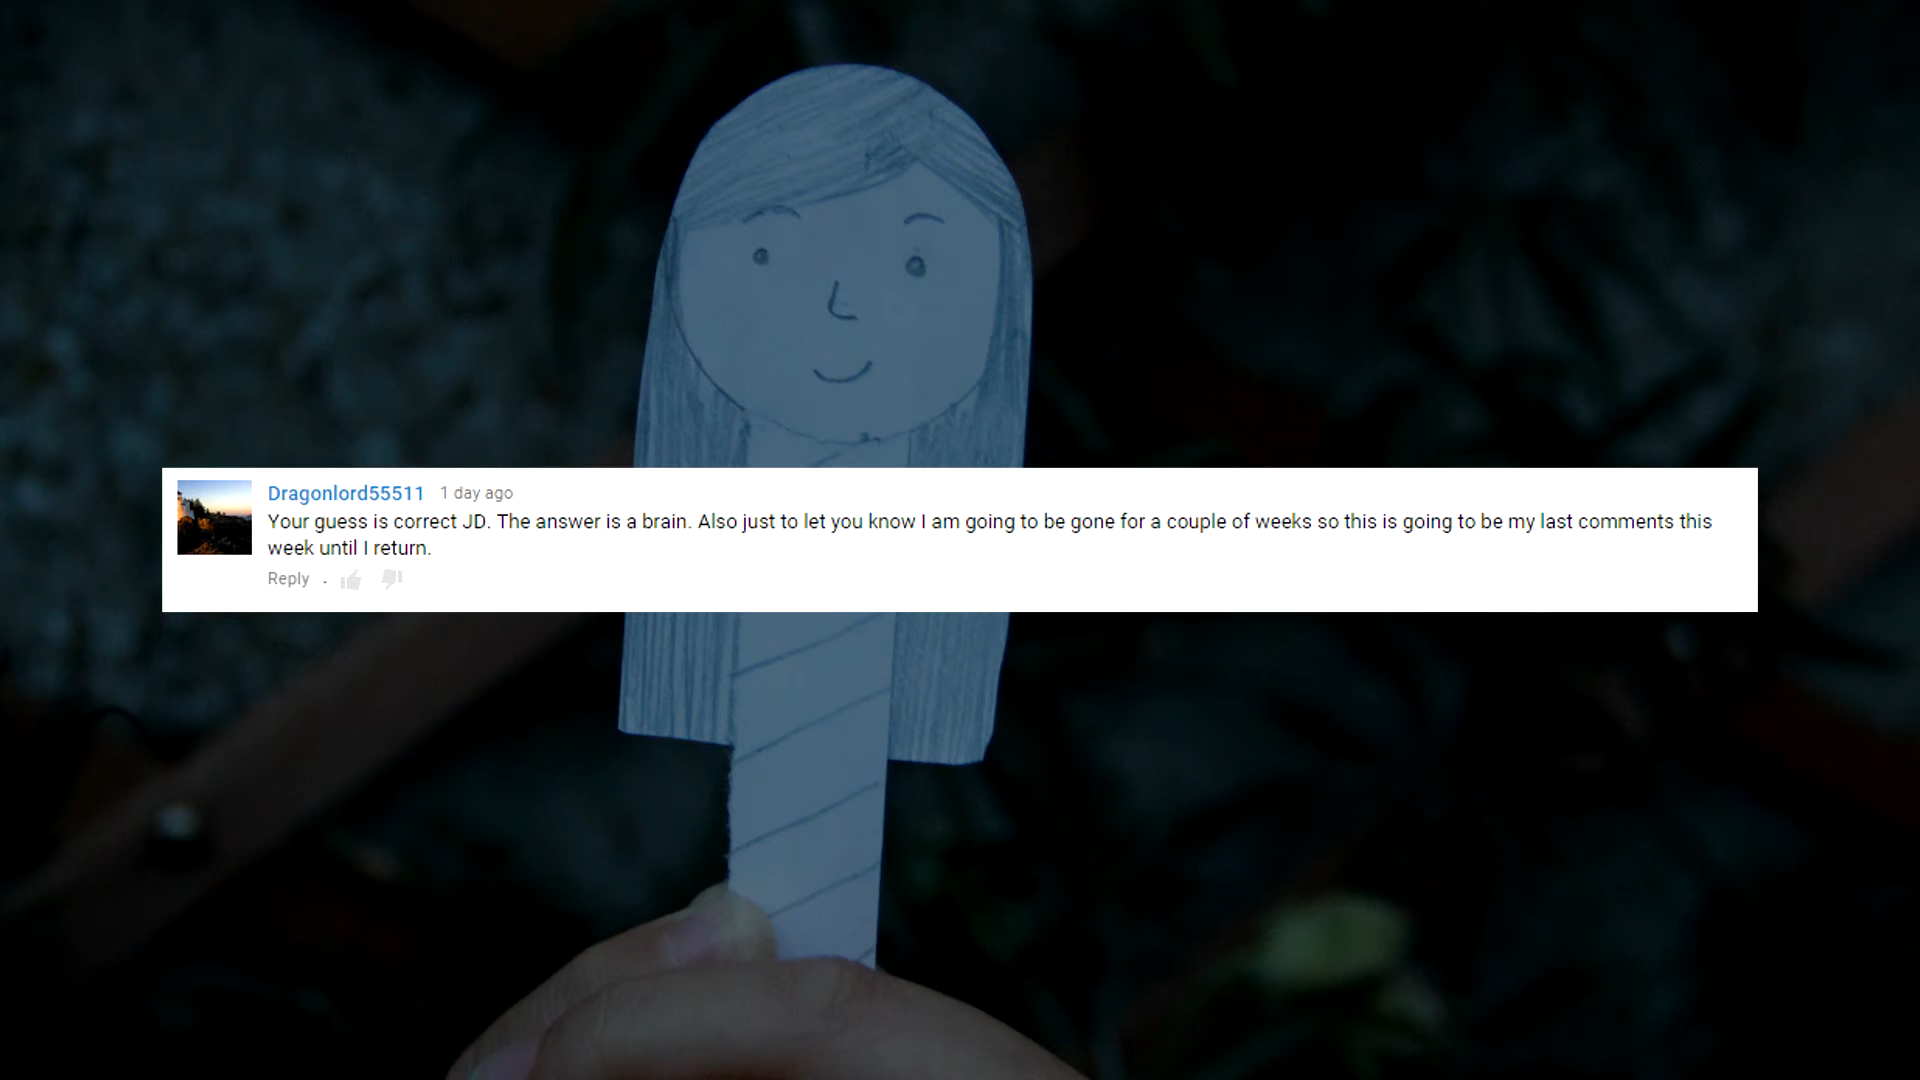 Dragonlord55511 1 day ago
Your guess is correct JD. The answer is a brain. Also just to let you know I am going to be gone for a couple of weeks so this is going to be my last comments this
week until I return.
Reply .